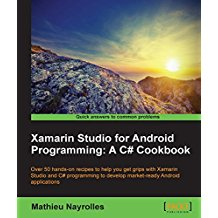 Quick answers to common problems
Xamarin Studio for Android
Programming: A C# Cookbook
Over 50 hands-on recipes to help you get grips with Xamarin
Studio and C# programming to develop market-ready Android
applications
Mathieu Nayrolles
PACKT